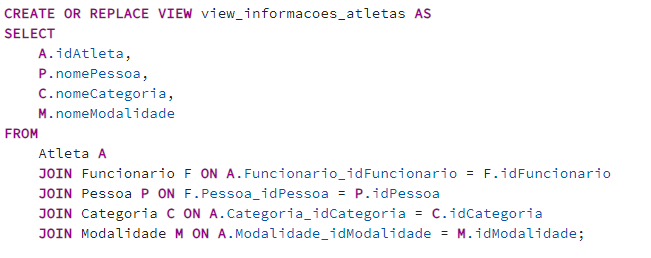 CREATE OR REPLACE VIEW view_informacoes_atletas AS
SELECT
    A.idAtleta,
    P.nomePessoa,
    C.nomeCategoria,
    M.nomeModalidade
FROM
    Atleta A
    JOIN Funcionario F ON A.Funcionario_idFuncionario = F.idFuncionario
    JOIN Pessoa P ON F.Pessoa_idPessoa = P.idPessoa
    JOIN Categoria C ON A.Categoria_idCategoria = C.idCategoria
    JOIN Modalidade M ON A.Modalidade_idModalidade = M.idModalidade;